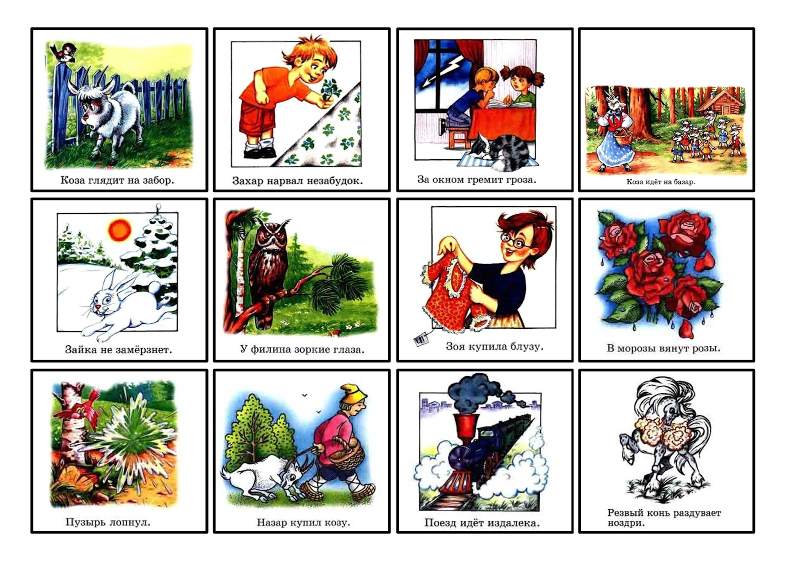 Коза глядит на забор.
Захар нарвал незабудок.
За окном гремит гроза.
Коза идёт на базар.
Зайка не замёрзнет.
У филина зоркие глаза.
Зоя купила блузу.
В морозы вянут розы.
Пузырь лопнул.
Назар купил козу.
Поезд идёт издалека.
Резвый конь раздувает
ноздри.